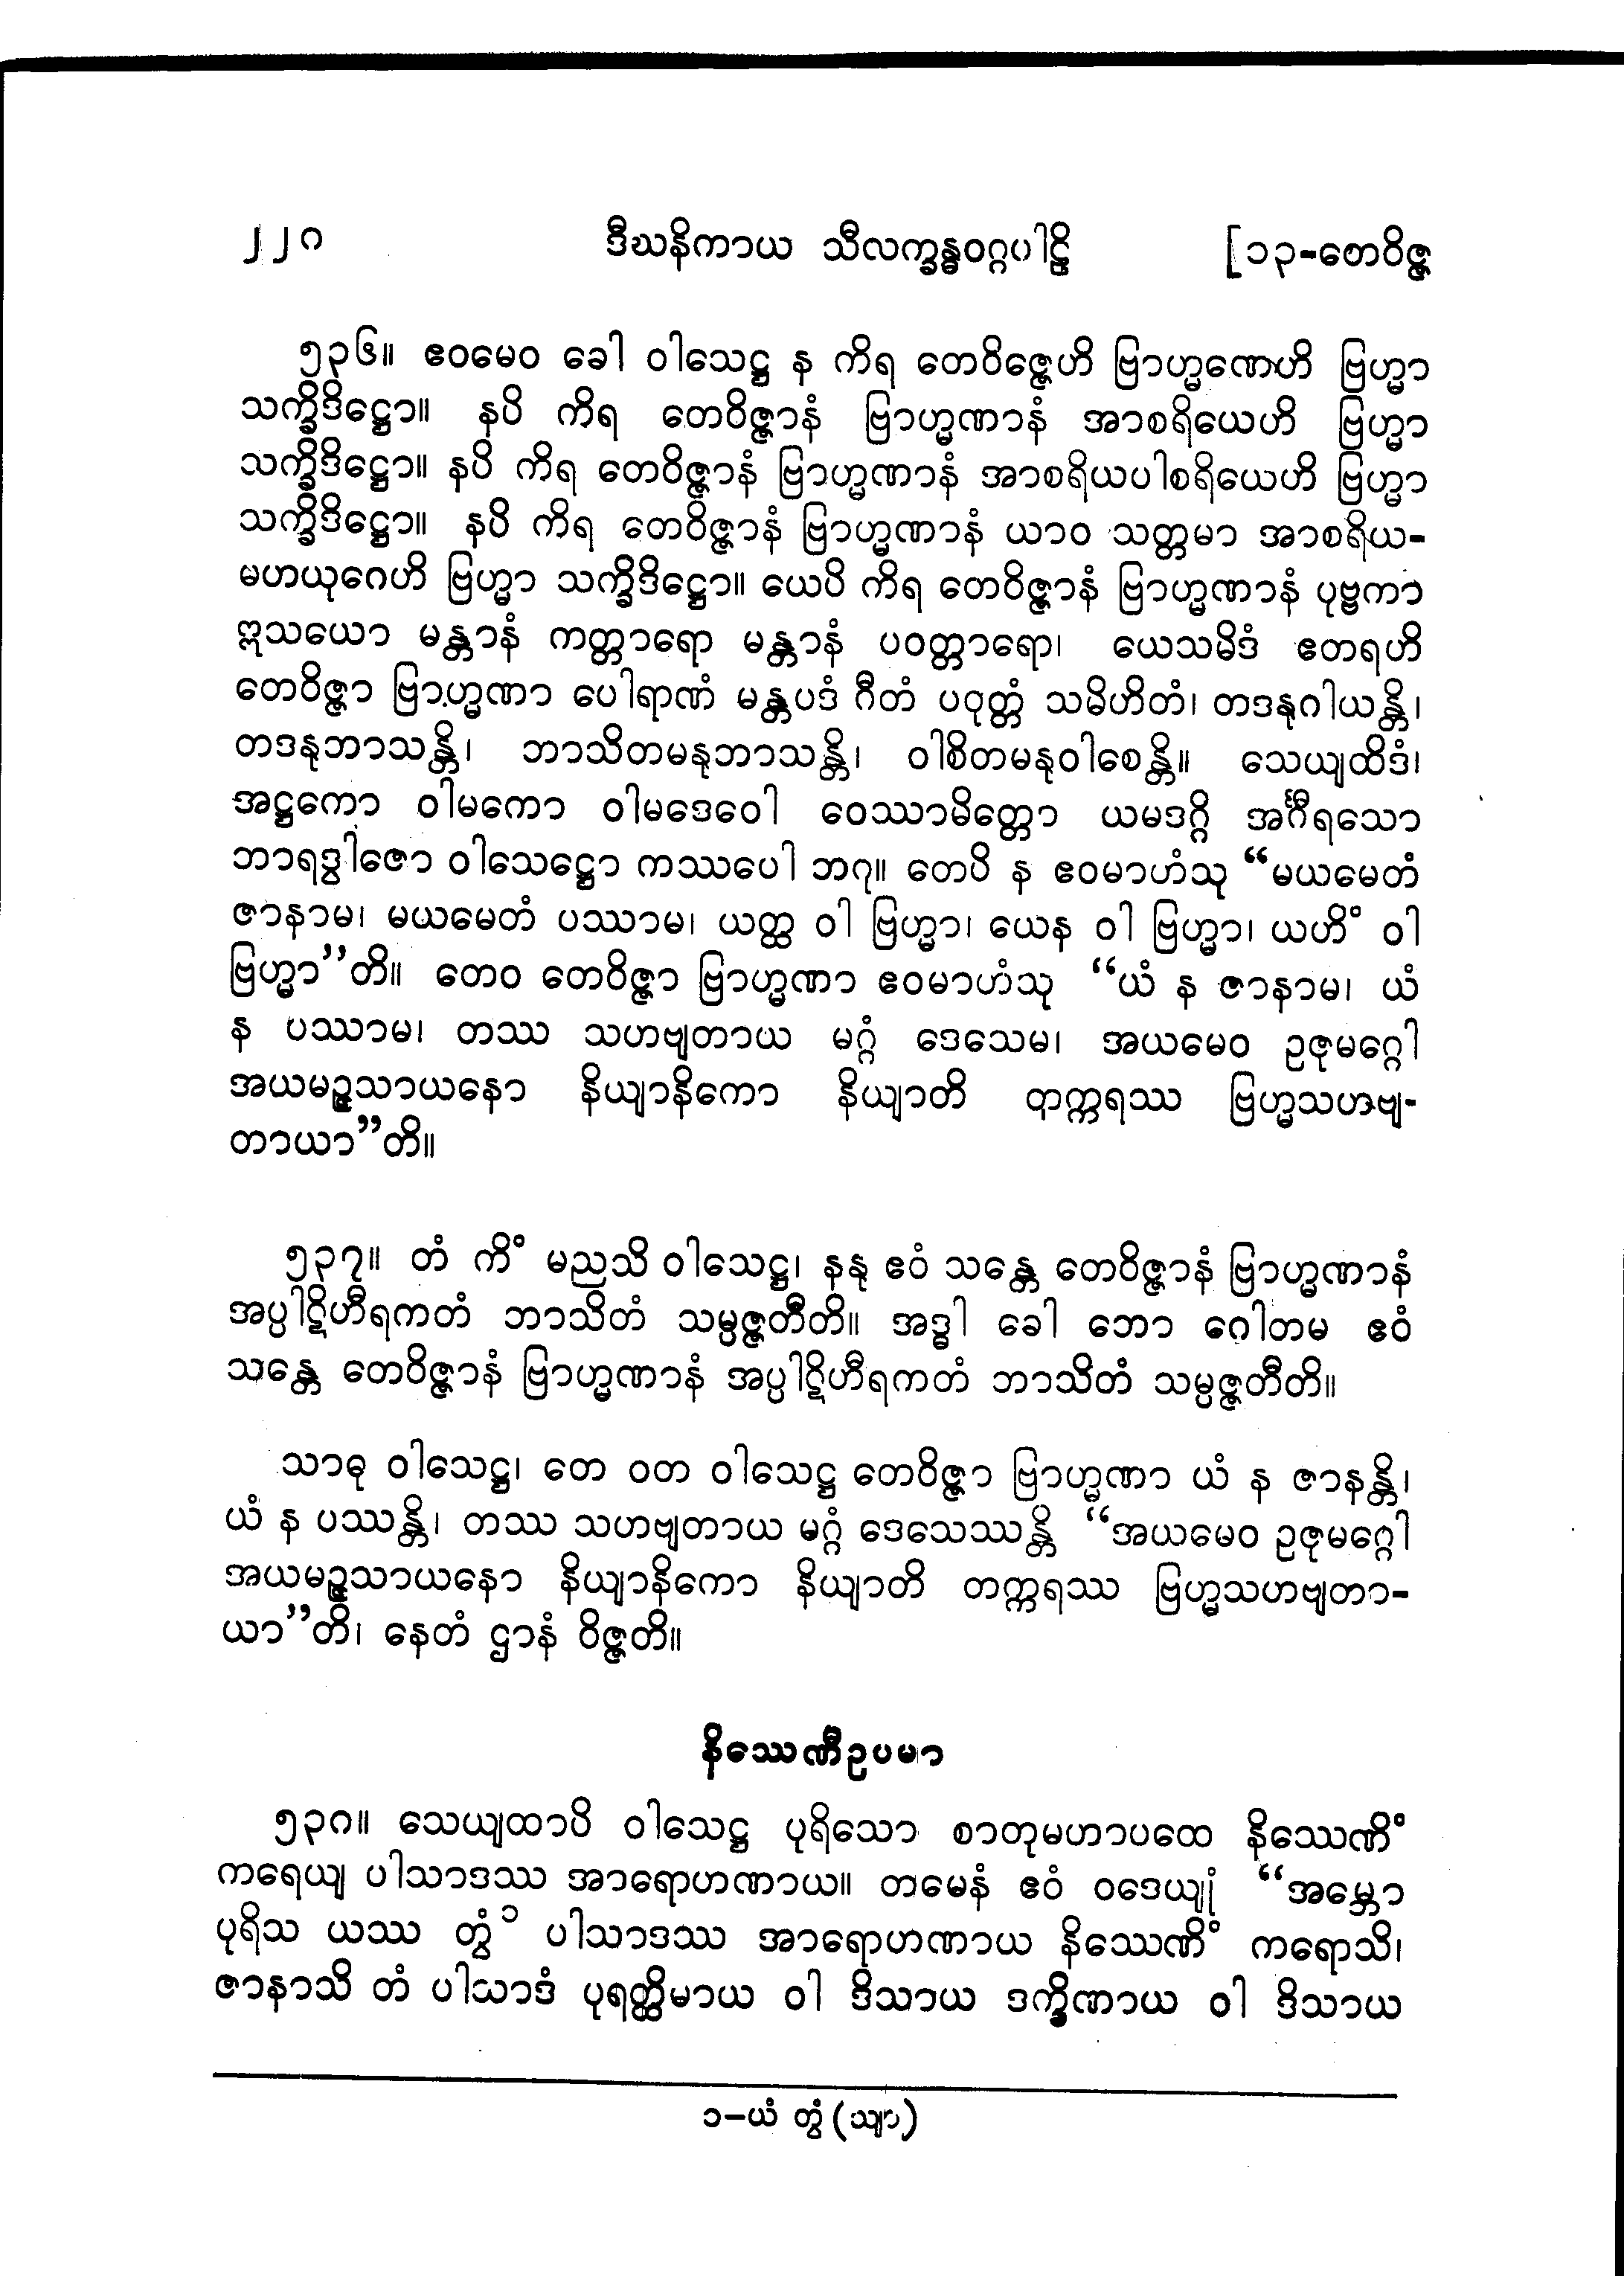 ၂၂၈ ဒီဃနိကာယ သီလက္ခန္ဓဝဂ္ဂပါဠိ [၁၃-တေဝိဇ္ဇ
၅၃၆။ ဧဝမေဝ ခေါ ဝါသေဋ္ဌ န ကိရ တေဝိဇ္ဇေဟိ ဗြာဟ္မဏေဟိ ဗြဟ္မာ
သက္ခိဒိဋ္ဌော။ နပိ ကိရ တေဝိဇ္ဇာနံ ဗြာဟ္မဏာနံ အာစရိယေဟိ ဗြဟ္မာ
သက္ခိဒိဋ္ဌော။ နပိ ကိရ တေဝိဇ္ဇာနံ ဗြာဟ္မဏာနံ အာစရိယပါစရိယေဟိ ဗြဟ္မာ
သက္ခိဒိဋ္ဌော။ နပိ ကိရ တေဝိဇ္ဇာနံ ဗြာဟ္မဏာနံ ယာဝ သတ္တမာ အာစရိယ-
မဟယုဂေဟိ ဗြဟ္မာ သက္ခိဒိဋ္ဌော။ ယေပိ ကိရ တေဝိဇ္ဇာနံ ဗြာဟ္မဏာနံ ပုဗ္ဗကာ
ဣသယော မန္တာနံ ကတ္တာရော မန္တာနံ ပဝတ္တာရော၊ ယေသမိဒံ ဧတရဟိ
တေဝိဇ္ဇာ ဗြာဟ္မဏာ ပေါရာဏံ မန္တပဒံ ဂီတံ ပဝုတ္တံ သမိဟိတံ၊ တဒနုဂါယန္တိ၊
တဒနုဘာသန္တိ၊ ဘာသိတမနုဘာသန္တိ၊ ဝါစိတမနုဝါစေန္တိ။ သေယျထိဒံ၊
အဋ္ဌကော ဝါမကော ဝါမဒေဝေါ ဝေဿာမိတ္တော ယမဒဂ္ဂိ အင်္ဂီရသော
ဘာရဒွါဇော ဝါသေဋ္ဌော ကဿပေါ ဘဂု။ တေပိ န ဧဝမာဟံသု “မယမေတံ
ဇာနာမ၊ မယမေတံ ပဿာမ၊ ယတ္ထ ဝါ ဗြဟ္မာ၊ ယေန ဝါ ဗြဟ္မာ၊ ယဟိံ ဝါ
ဗြဟ္မာ”တိ။ တေဝ တေဝိဇ္ဇာ ဗြာဟ္မဏာ ဧဝမာဟံသု “ယံ န ဇာနာမ၊ ယံ
န ပဿာမ၊ တဿ သဟဗျတာယ မဂ္ဂံ ဒေသေမ၊ အယမေဝ ဥဇုမဂ္ဂေါ
အယမဉ္ဇသာယနော နိယျာနိကော နိယျာတိ တက္ကရဿ ဗြဟ္မသဟဗျ-
တာယာ”တိ။
၅၃၇။ တံ ကိံ မညသိ ဝါသေဋ္ဌ၊ နနု ဧဝံ သန္တေ တေဝိဇ္ဇာနံ ဗြာဟ္မဏာနံ
အပ္ပါဋိဟီရကတံ ဘာသိတံ သမ္ပဇ္ဇတီတိ။ အဒ္ဓါ ခေါ ဘော ဂေါတမ ဧဝံ
သန္တေ တေဝိဇ္ဇာနံ ဗြာဟ္မဏာနံ အပ္ပါဋိဟီရကတံ ဘာသိတံ သမ္ပဇ္ဇတီတိ။
သာဓု ဝါသေဋ္ဌ၊ တေ ဝတ ဝါသေဋ္ဌ တေဝိဇ္ဇာ ဗြာဟ္မဏာ ယံ န ဇာနန္တိ၊
ယံ န ပဿန္တိ၊ တဿ သဟဗျတာယ မဂ္ဂံ ဒေသေဿန္တိ “အယမေဝ ဥဇုမဂ္ဂေါ
အယမဉ္ဇသာယနော နိယျာနိကော နိယျာတိ တက္ကရဿ ဗြဟ္မသဟဗျတာ-
ယာ”တိ၊ နေတံ ဌာနံ ဝိဇ္ဇတိ။
နိဿေဏီဥပမာ
၅၃၈။ သေယျထာပိ ဝါသေဋ္ဌ ပုရိသော စာတုမဟာပထေ နိဿေဏိံ
ကရေယျ ပါသာဒဿ အာရောဟဏာယ။ တမေနံ ဧဝံ ဝဒေယျုံ “အမ္ဘော
ပုရိသ ယဿ တွံ ၁ ပါသာဒဿ အာရောဟဏာယ နိဿေဏိံ ကရောသိ၊
ဇာနာသိ တံ ပါသာဒံ ပုရတ္ထိမာယ ဝါ ဒိသာယ ဒက္ခိဏာယ ဝါ ဒိသာယ
၁–ယံ တွံ (သျာ)